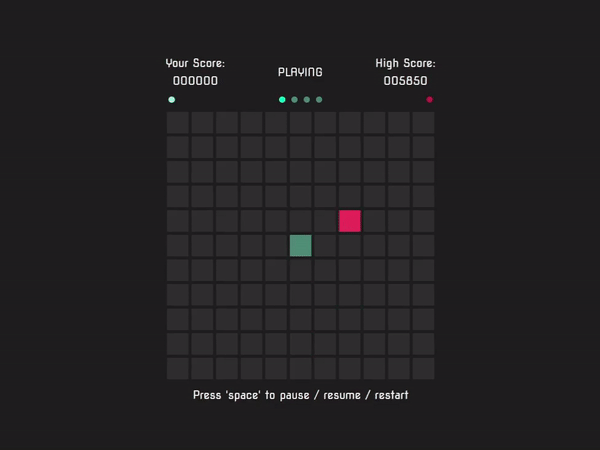 Your Score:
000000
PLAYING
High Score:
005850
Press 'space' to pause / resume / restart